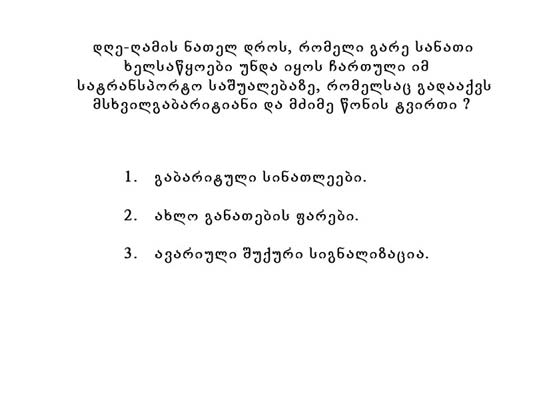 დღე-ღამის ნათელ დროს, რომელი გარე სანათი
ხელსაწყოები უნდა იყოს ჩართული იმ
სატრანსპორტო საშუალებაზე, რომელსაც გადააქვს
მსხვილგაბარიტიანი და მძიმე წონის ტვირთი ?
1. გაბარიტული სინათლეები.
2. ახლო განათების ფარები.
3. ავარიული შუქური სიგნალიზაცია.